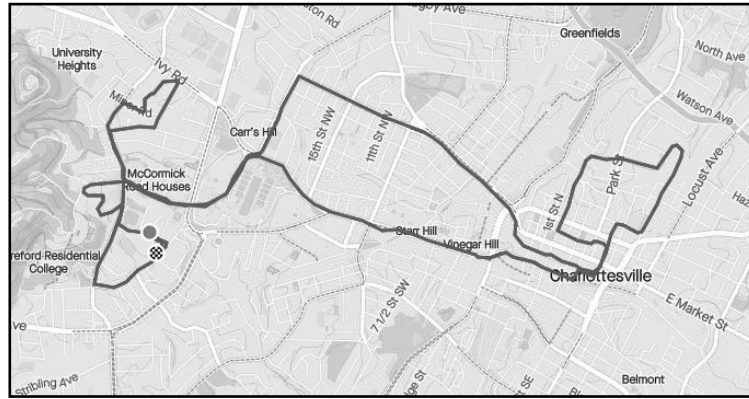 Ivy Rd
University
Heights
Greenfields
North Ave
Watson Ave
Carr's Hill
15th St NW
11th St NW
McCormick
Road Houses
1st St N
Park St
Locust Ave
Starr Hill
Vinegar Hill
College
Charlottesville
7 1/2 St SW
E Market St
Stribling Ave
Belmont